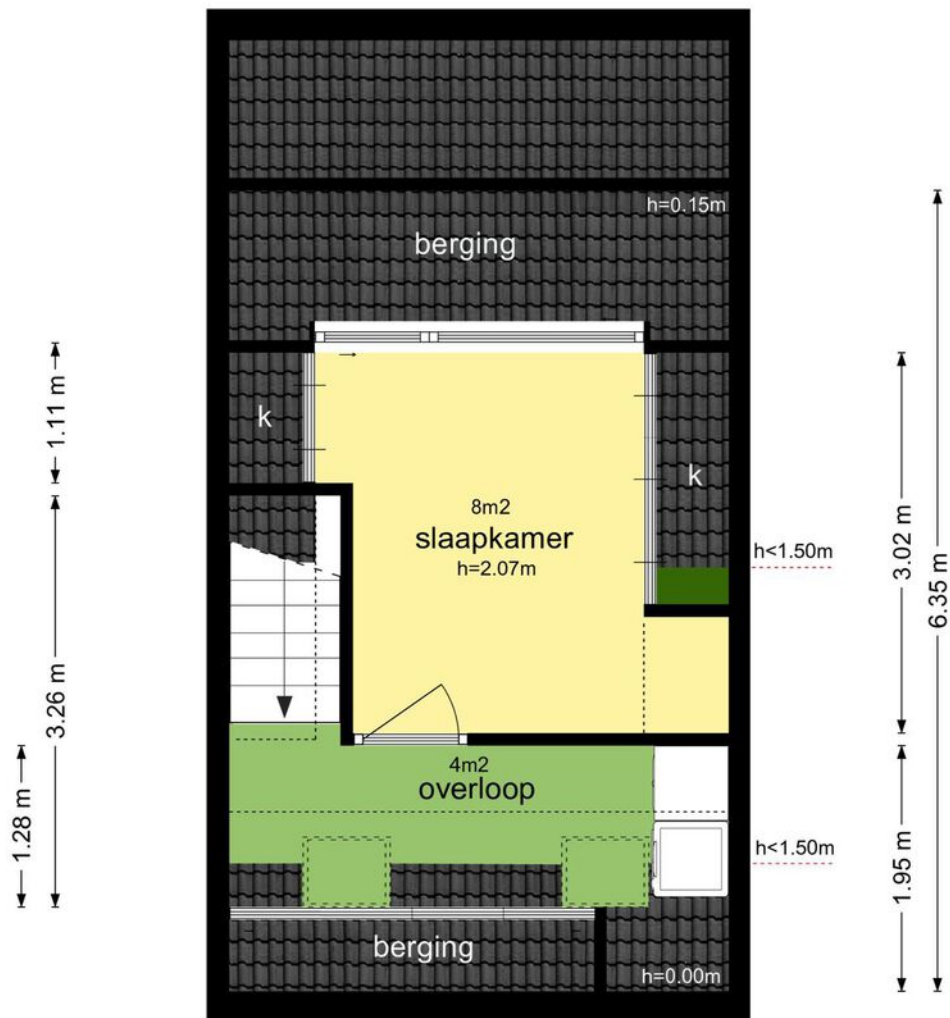 h=0.15m
berging
1.11 m
k
k
8m2
slaapkamer
h=2.07m
h<1.50m
3.02 m
6.35 m
3.26 m
4m2
overloop
1.28 m
h<1.50m
1.95 m
berging
h=0.00m